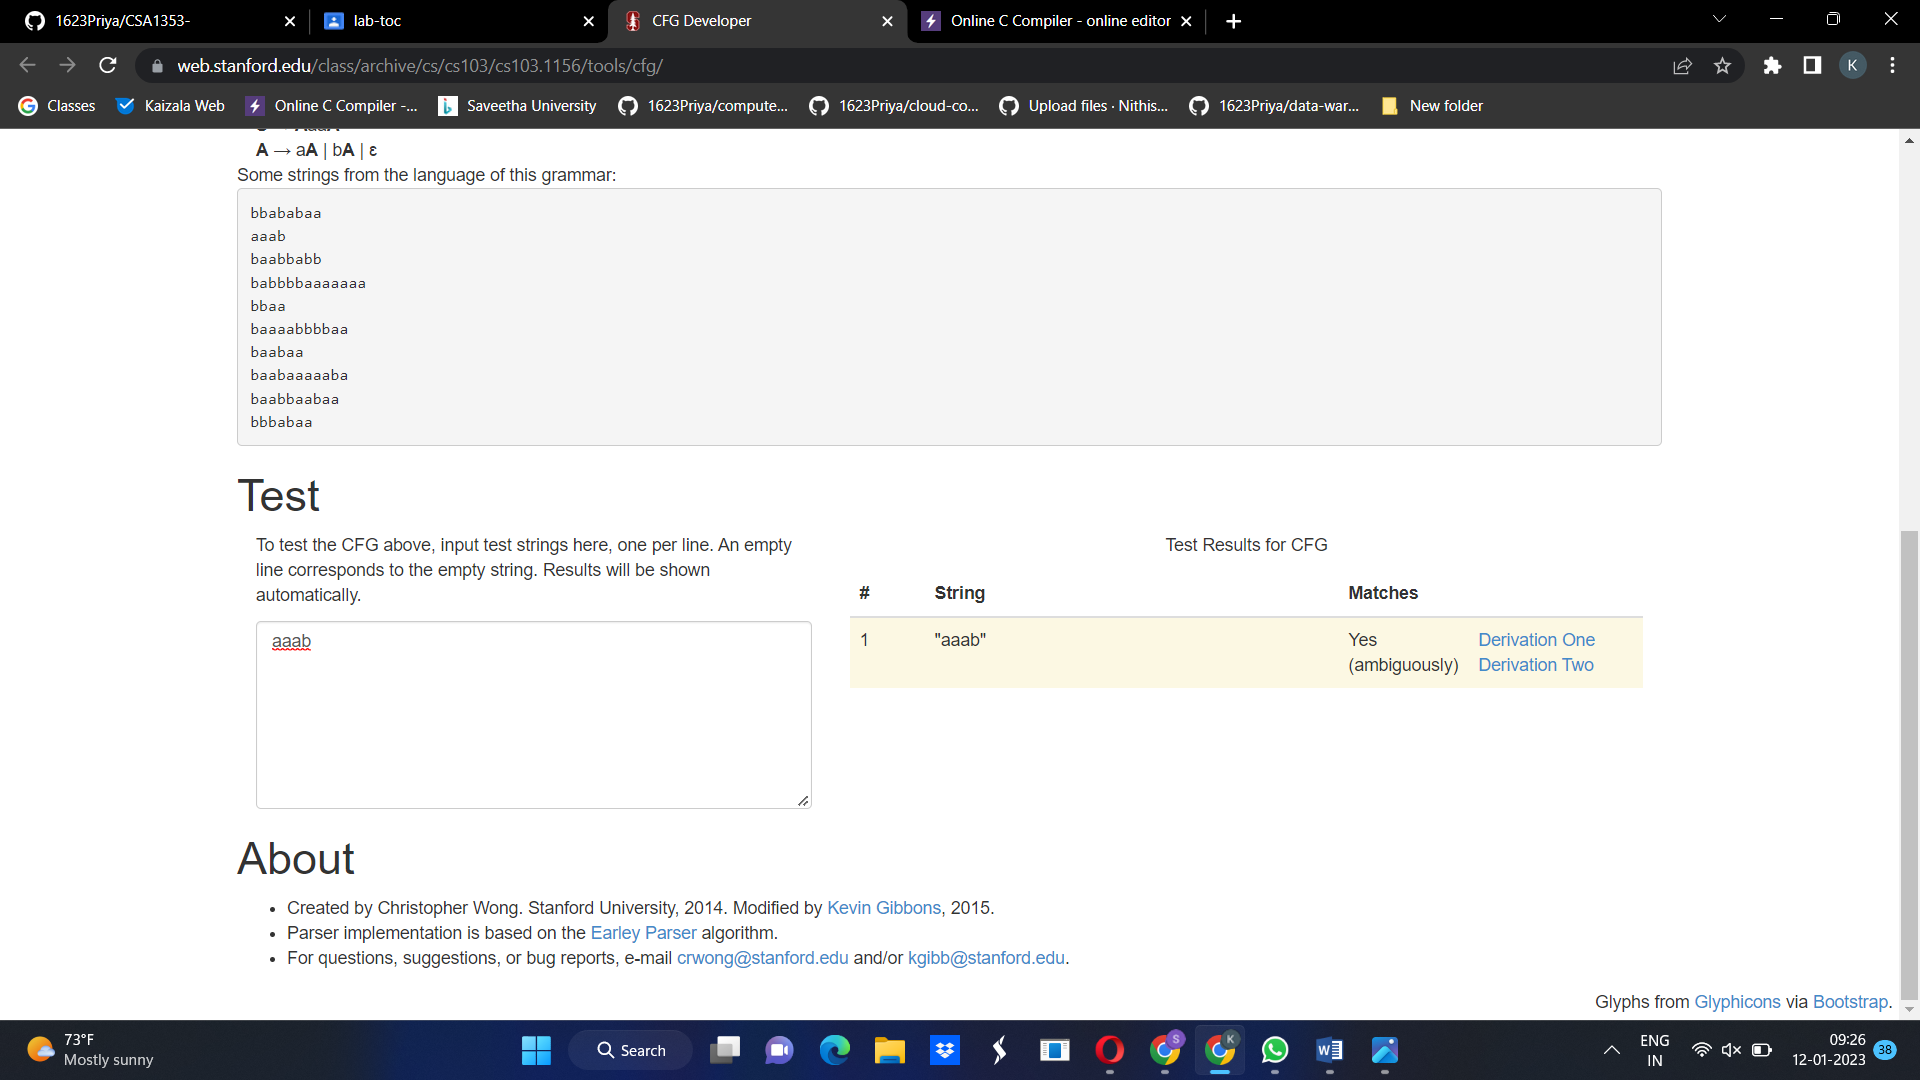 1623Priya/CSA1353-
lab-toc
CFG Developer
Online C Compiler - online editor
web.stanford.edu/class/archive/cs/cs103/cs103.1156/tools/cfg/
K
Classes
Kaizala Web
Online C Compiler -...
Saveetha University
1623Priya/compute...
1623Priya/cloud-co...
Upload files · Nithis...
1623Priya/data-war...
New folder
A → aA | bA | ε
Some strings from the language of this grammar:
bbababaa
aaab
baabbabb
babbbbaaaaaaa
bbaa
baaaabbbbaa
baabaa
baabaaaaaba
baabbaabaa
bbbabaa
Test
To test the CFG above, input test strings here, one per line. An empty
line corresponds to the empty string. Results will be shown
automatically.
aaab
Test Results for CFG
# String Matches
1 "aaab" Yes Derivation One
(ambiguously) Derivation Two
About
Created by Christopher Wong. Stanford University, 2014. Modified by Kevin Gibbons, 2015.
Parser implementation is based on the Earley Parser algorithm.
For questions, suggestions, or bug reports, e-mail crwong@stanford.edu and/or kgibb@stanford.edu.
Glyphs from Glyphicons via Bootstrap.
73°F
Mostly sunny
Search
S
K
ENG
IN
09:26
12-01-2023
38